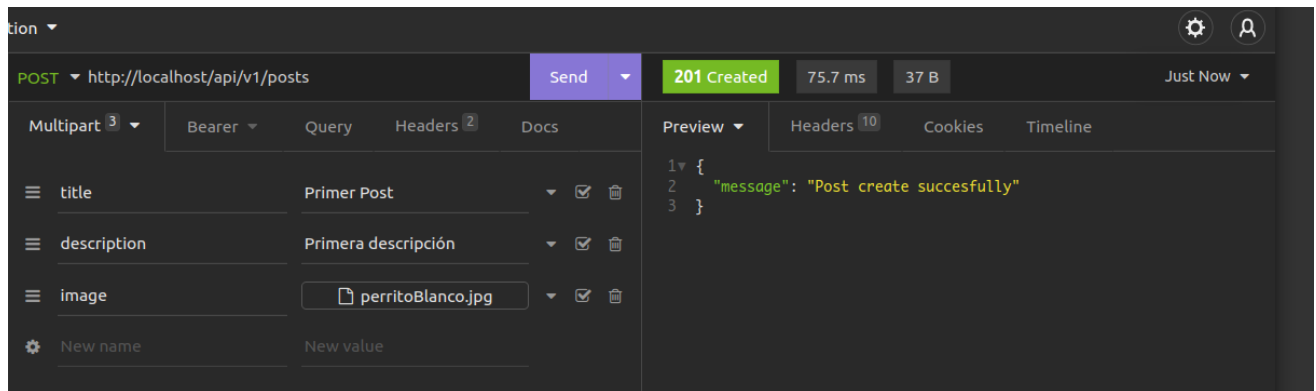 tion
POST http://localhost/api/v1/posts Send 201 Created 75.7 ms 37 B Just Now
Multipart 3 Bearer Query Headers 2 Docs Preview Headers 10 Cookies Timeline
1 {
2 "message": "Post create succesfully"
3 }
title Primer Post
description Primera descripción
image perritoBlanco.jpg
New name New value